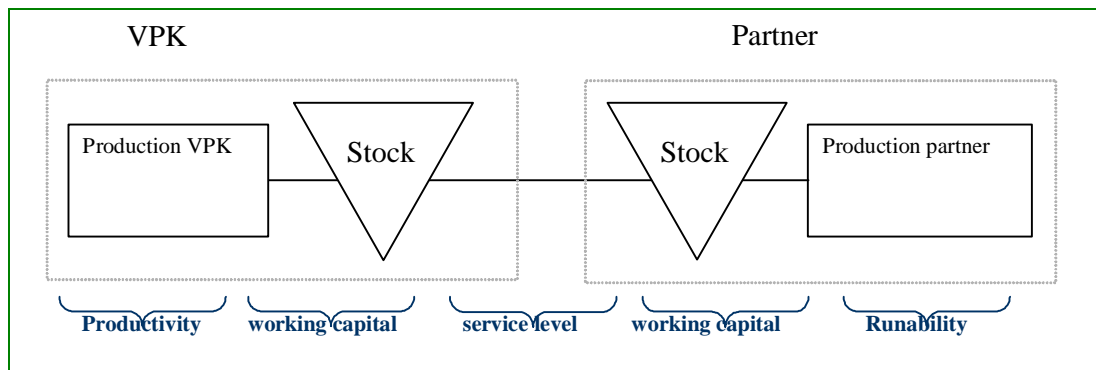 VPK Partner
Production VPK Stock Stock Production partner
Productivity working capital service level working capital Runability